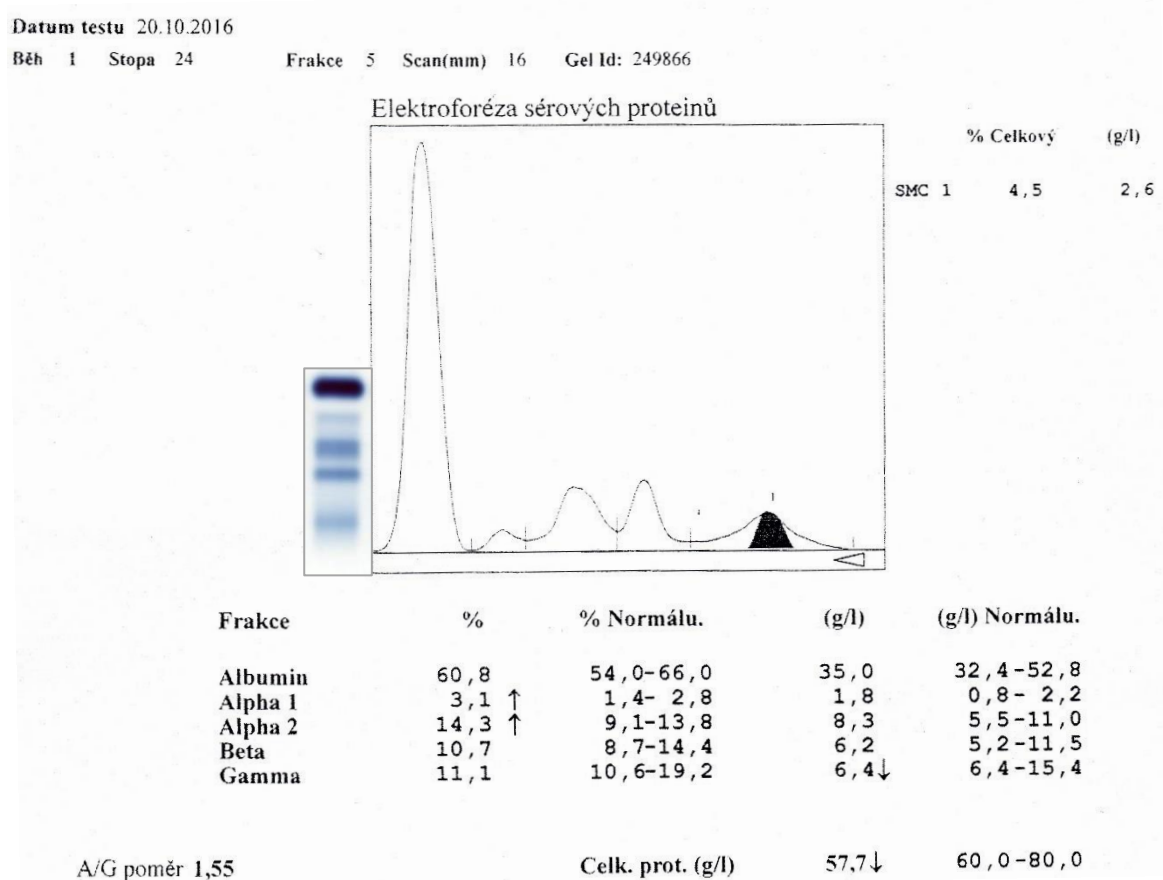 Datum testu 20.10.2016
Běh 1 Stopa 24 Frakce 5 Scan(mm) 16 Gel Id: 249866
Elektroforéza sérových proteinů
% Celkový (g/l)
SMC 1 4,5 2,6
1
Frakce % % Normálu. (g/l) (g/l) Normálu.
Albumin 60,8 54,0-66,0 35,0 32,4-52,8
Alpha 1 3,1 ↑ 1,4- 2,8 1,8 0,8- 2,2
Alpha 2 14,3 ↑ 9,1-13,8 8,3 5,5-11,0
Beta 10,7 8,7-14,4 6,2 5,2-11,5
Gamma 11,1 10,6-19,2 6,4↓ 6,4-15,4
A/G poměr 1,55 Celk. prot. (g/l) 57,7↓ 60,0-80,0